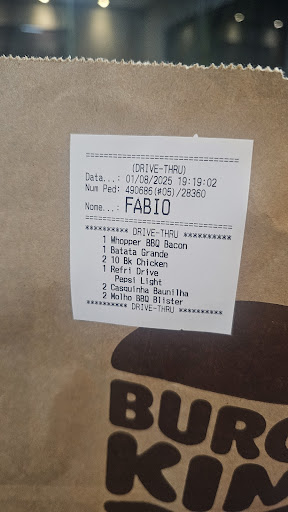 ==============================
(DRIVE-THRU)
Data...: 01/08/2025 19:19:02
Num Ped: 490686(#05)/28360
Nome...: FABIO
==============================
********** DRIVE-THRU **********
1 Whopper BBQ Bacon
1 Batata Grande
2 10 Bk Chicken
1 Refri Drive
Pepsi Light
2 Casquinha Baunilha
2 Molho BBQ Blister
********** DRIVE-THRU **********
BURG
KIN